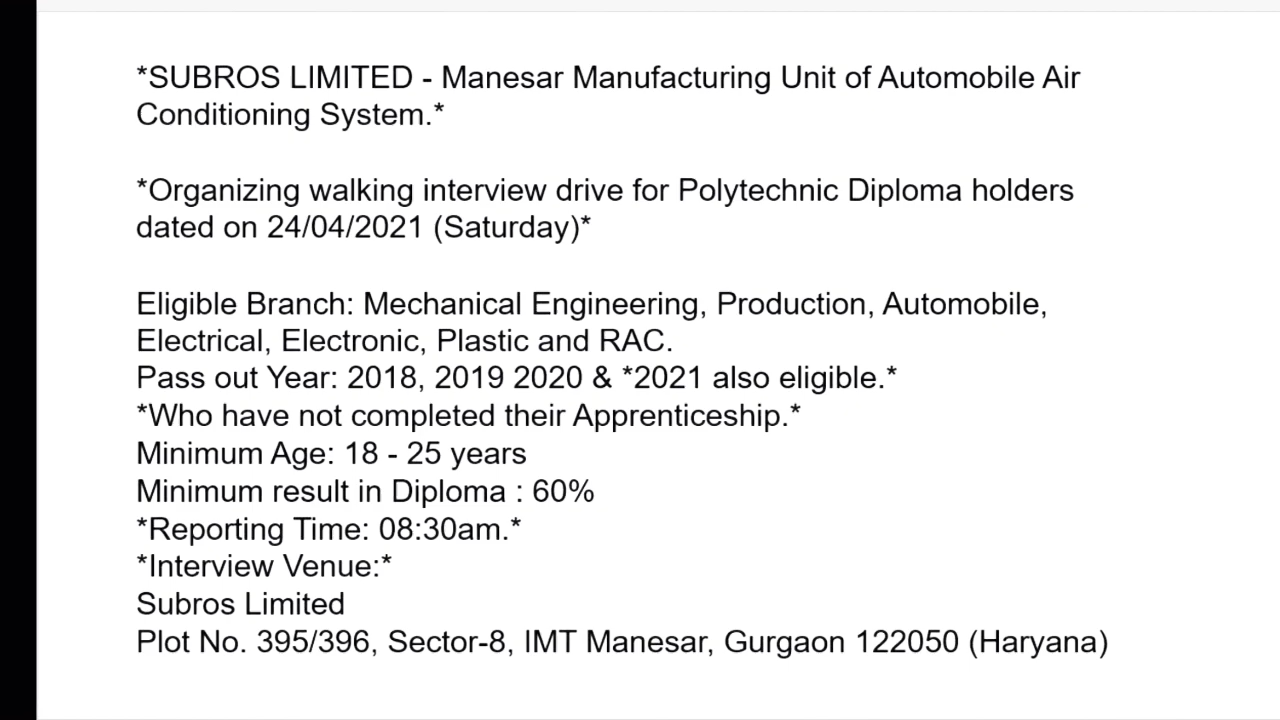 *SUBROS LIMITED - Manesar Manufacturing Unit of Automobile Air
Conditioning System.*
*Organizing walking interview drive for Polytechnic Diploma holders
dated on 24/04/2021 (Saturday)*
Eligible Branch: Mechanical Engineering, Production, Automobile,
Electrical, Electronic, Plastic and RAC.
Pass out Year: 2018, 2019 2020 & *2021 also eligible.*
*Who have not completed their Apprenticeship.*
Minimum Age: 18 - 25 years
Minimum result in Diploma : 60%
*Reporting Time: 08:30am.*
*Interview Venue:*
Subros Limited
Plot No. 395/396, Sector-8, IMT Manesar, Gurgaon 122050 (Haryana)